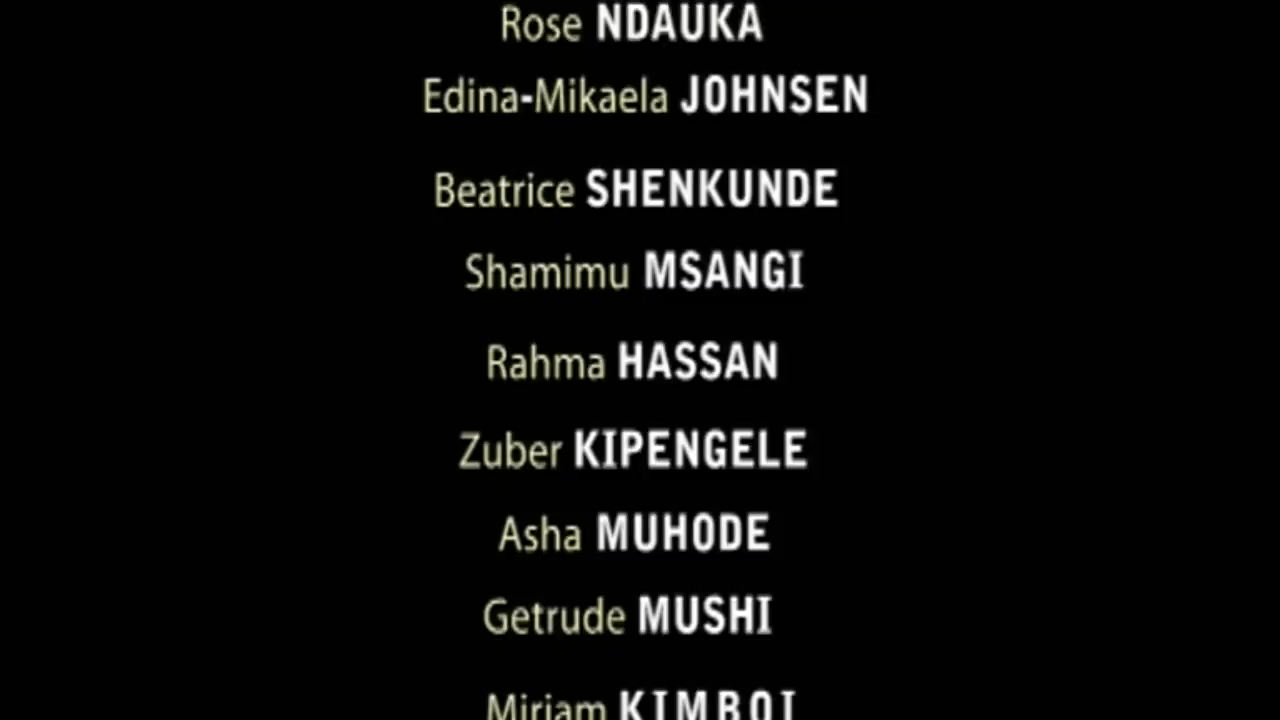 Rose NDAUKA
Edina-Mikaela JOHNSEN
Beatrice SHENKUNDE
Shamimu MSANGI
Rahma HASSAN
Zuber KIPENGELE
Asha MUHODE
Getrude MUSHI
Miriam